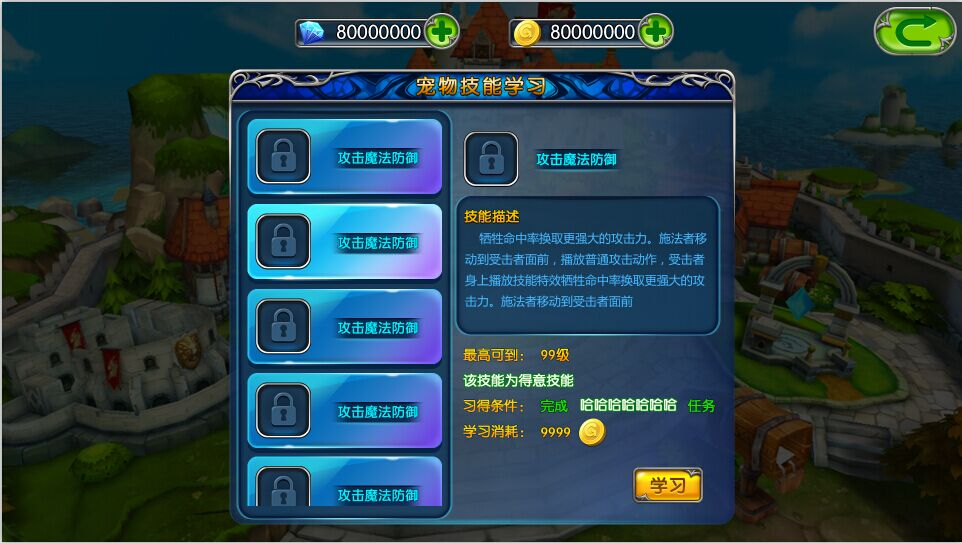 80000000
80000000
宠物技能学习
攻击魔法防御
攻击魔法防御
攻击魔法防御
攻击魔法防御
攻击魔法防御
攻击魔法防御
技能描述
牺牲命中率换取更强大的攻击力。施法者移
动到受击者面前，播放普通攻击动作，受击者
身上播放技能特效牺牲命中率换取更强大的攻
击力。施法者移动到受击者面前
最高可到： 99级
该技能为得意技能
习得条件： 完成 哈哈哈哈哈哈哈 任务
学习消耗： 9999 G
学习